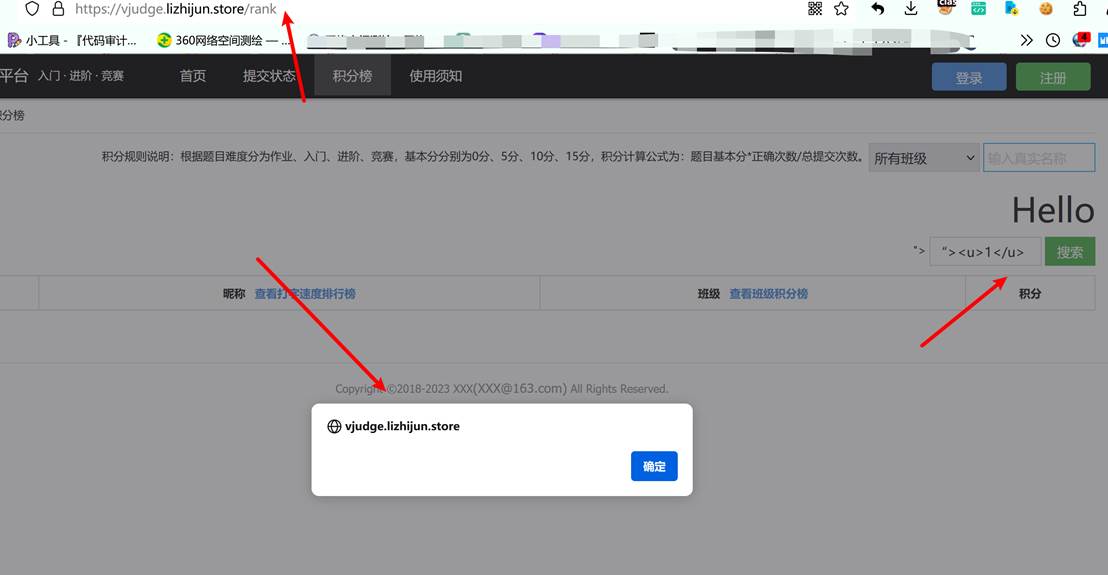 https://vjudge.lizhijun.store/rank
小工具 -『代码审计... 360网络空间测绘 — ... 4
平台 入门 · 进阶 · 竞赛 首页 提交状态 积分榜 使用须知 登录 注册
积分榜
积分规则说明：根据题目难度分为作业、入门、进阶、竞赛，基本分分别为0分、5分、10分、15分，积分计算公式为：题目基本分*正确次数/总提交次数。 所有班级 输入真实名称
Hello
"> “><u>1</u> 搜索
昵称 查看打字速度排行榜 班级 查看班级积分榜 积分
Copyright ©2018-2023 XXX(XXX@163.com) All Rights Reserved.
vjudge.lizhijun.store
确定